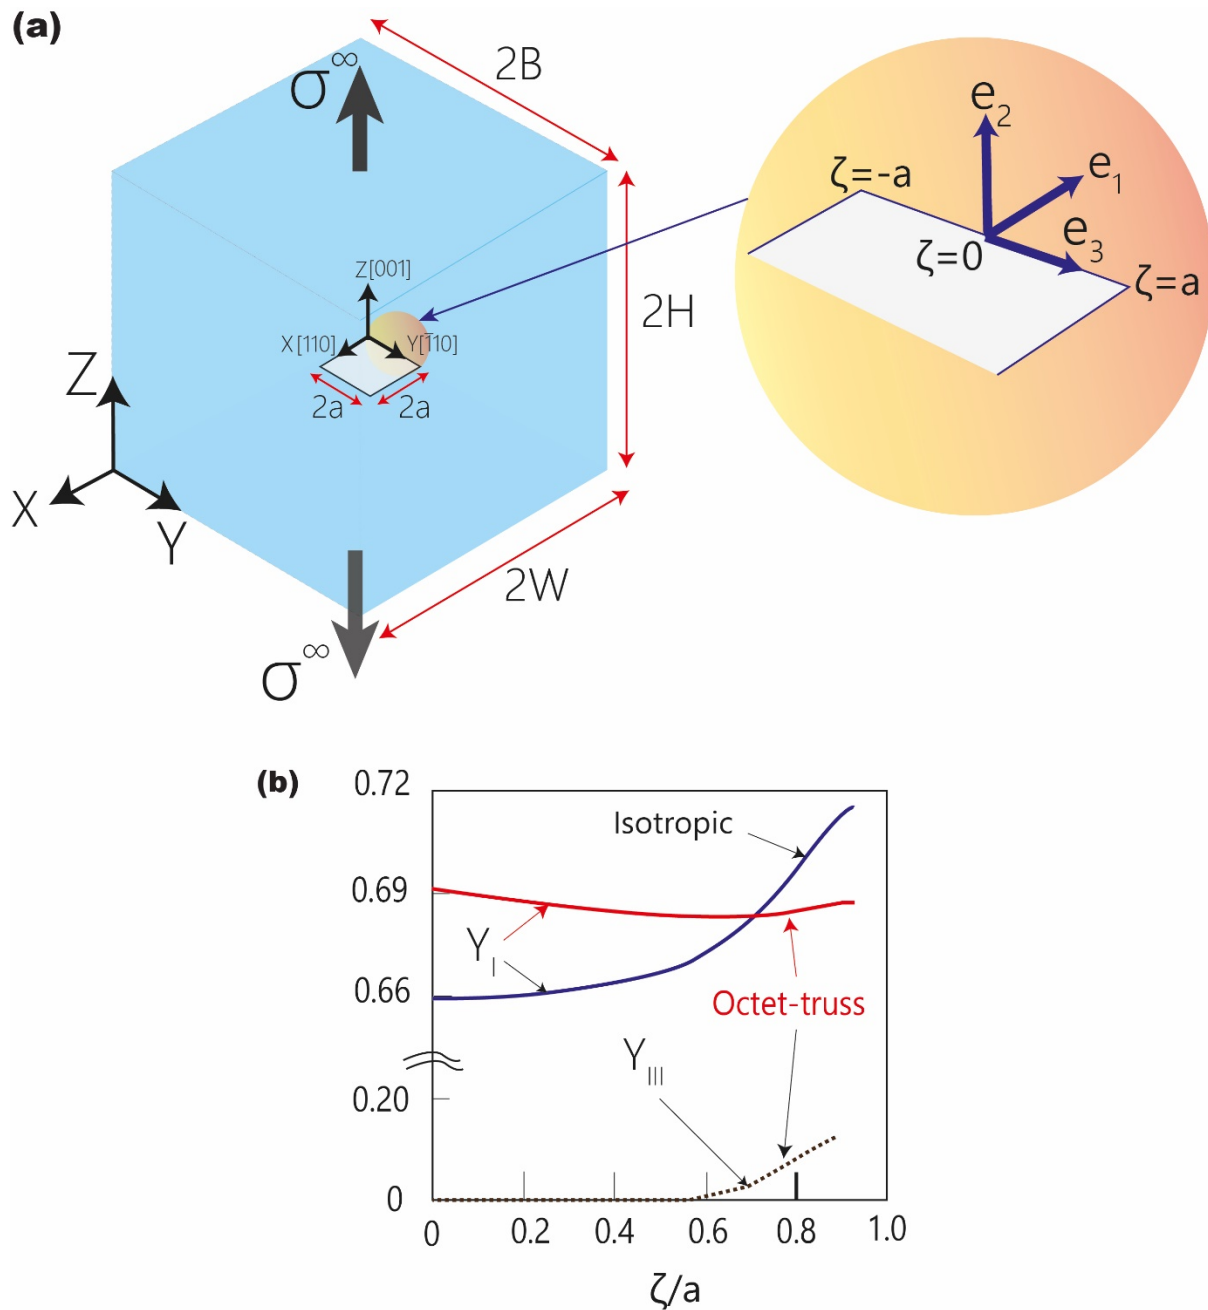 (a)
σ∞
2B
Z[001]
X[110]
Y[1̄10]
2a
2a
2H
Z
X
Y
2W
σ∞
e2
e1
e3
ζ=-a
ζ=0
ζ=a
(b)
0.72
Isotropic
0.69
YI
0.66
Octet-truss
YIII
0.20
0
0
0.2
0.4
0.6
0.8
1.0
ζ/a